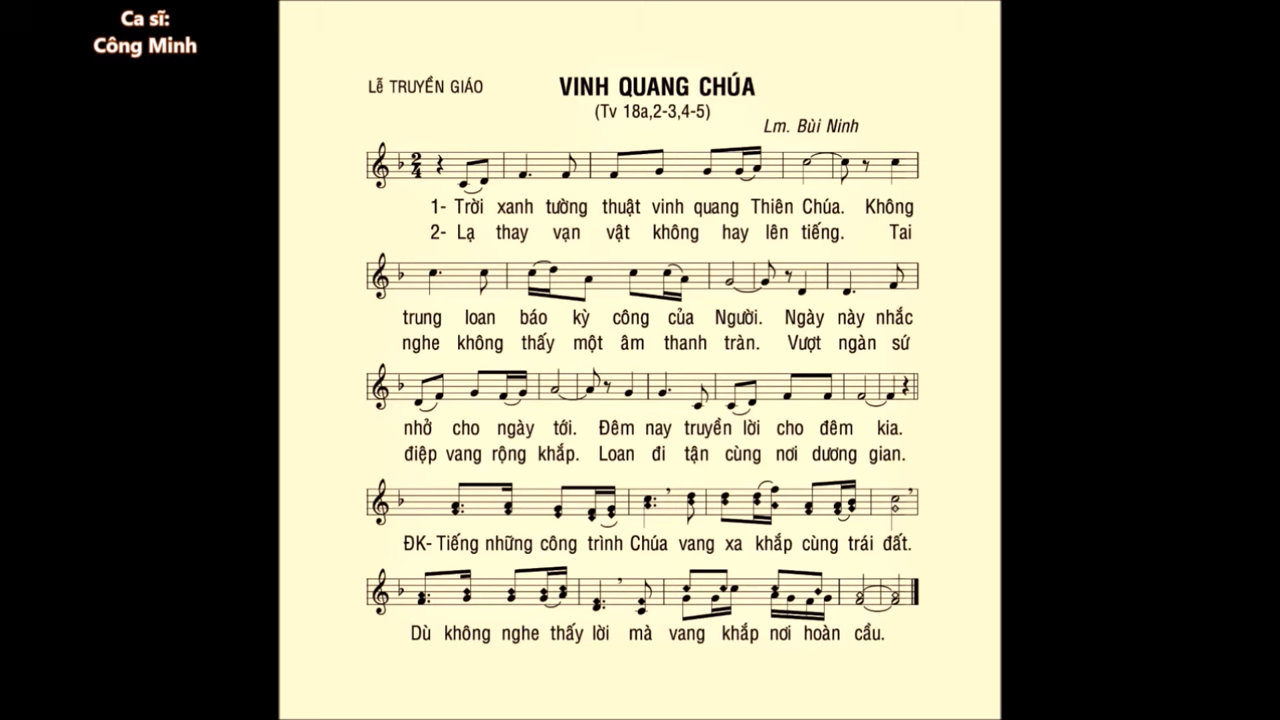 Ca sĩ:
Công Minh
Lễ TRUYỀN GIÁO
VINH QUANG CHÚA
(Tv 18a,2-3,4-5)
Lm. Bùi Ninh
2
4
1- Trời xanh tường thuật vinh quang Thiên Chúa. Không
2- Lạ thay vạn vật không hay lên tiếng. Tai
trung loan báo kỳ công của Người. Ngày này nhắc
nghe không thấy một âm thanh tràn. Vượt ngàn sứ
nhở cho ngày tới. Đêm nay truyền lời cho đêm kia.
điệp vang rộng khắp. Loan đi tận cùng nơi dương gian.
ĐK- Tiếng những công trình Chúa vang xa khắp cùng trái đất.
Dù không nghe thấy lời mà vang khắp nơi hoàn cầu.